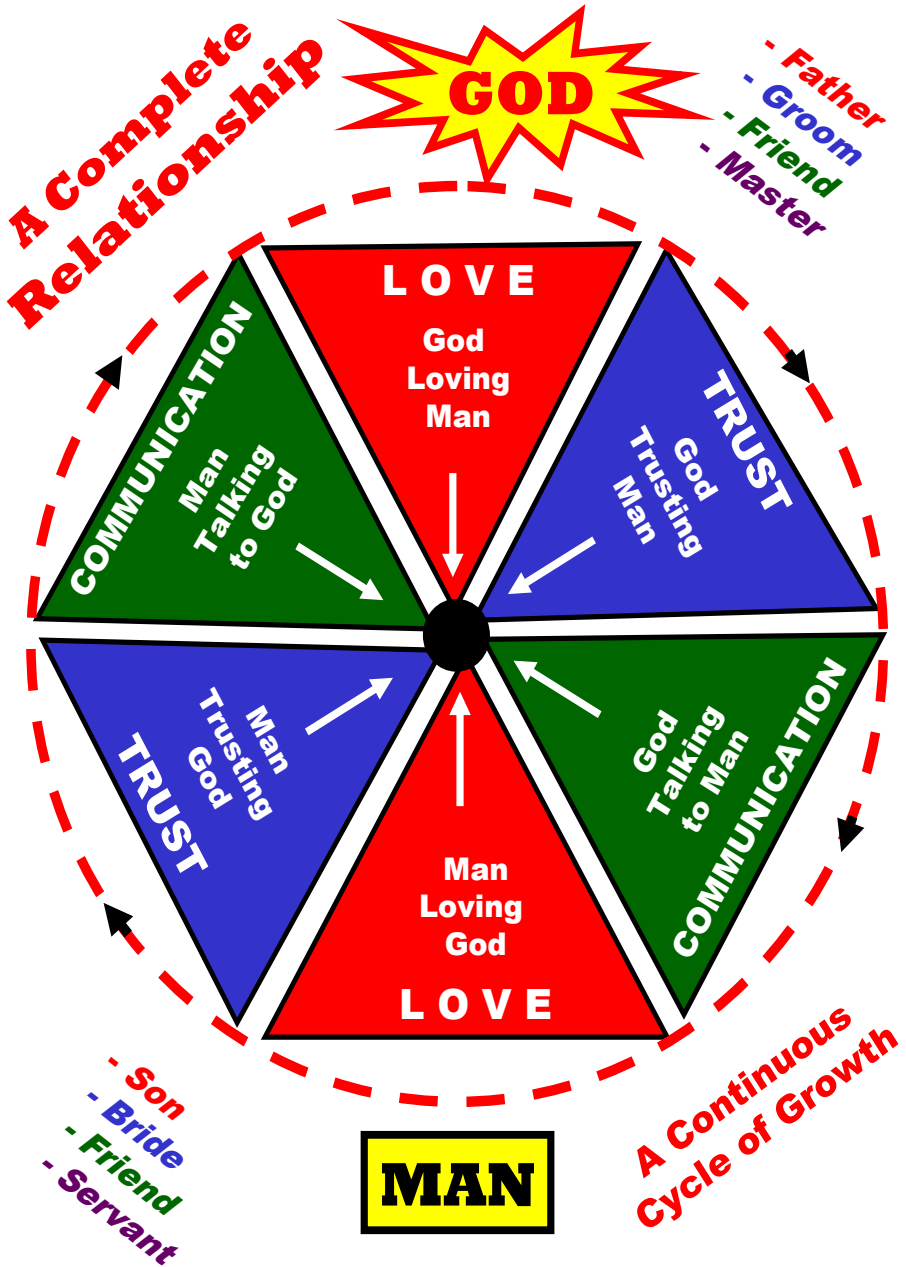 A Complete
Relationship
GOD
- Father
- Groom
- Friend
- Master
LOVE
God
Loving
Man
TRUST
God
Trusting
Man
COMMUNICATION
God
Talking
to Man
Man
Loving
God
LOVE
TRUST
Man
Trusting
God
COMMUNICATION
Man
Talking
to God
- Son
- Bride
- Friend
- Servant
MAN
A Continuous
Cycle of Growth